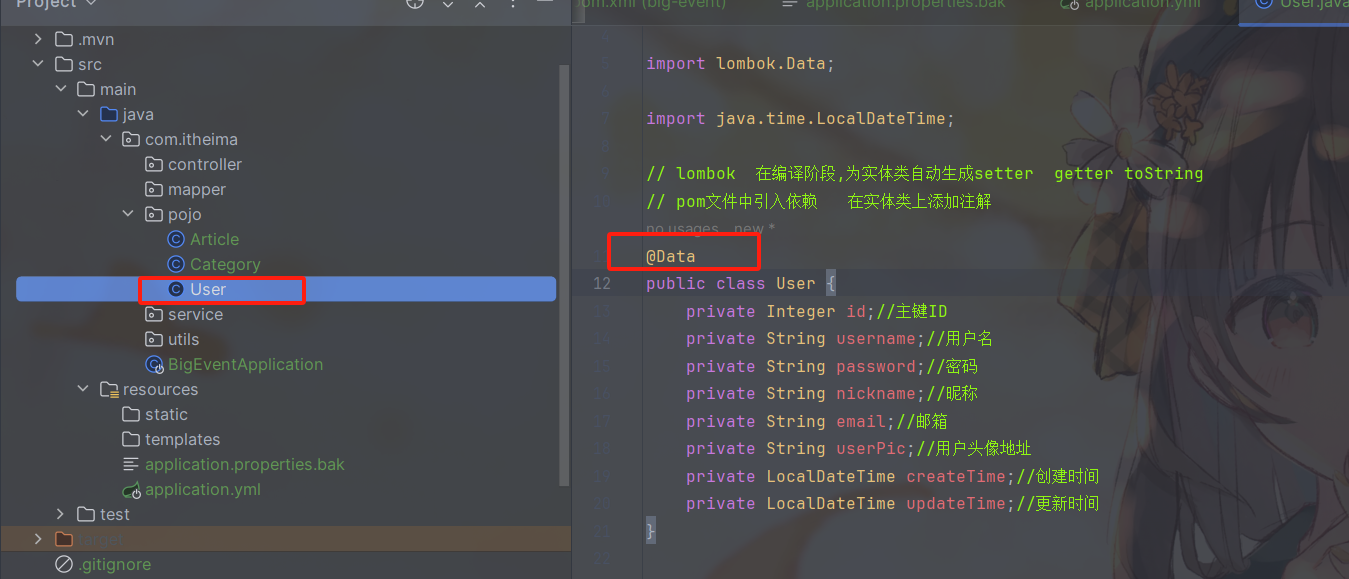 Project
om.xml (big-event)
application.properties.bak
application.yml
User.java
.mvn
src
main
java
com.itheima
controller
mapper
pojo
Article
Category
User
service
utils
BigEventApplication
resources
static
templates
application.properties.bak
application.yml
test
target
.gitignore
import lombok.Data;
import java.time.LocalDateTime;
// lombok 在编译阶段,为实体类自动生成setter getter toString
// pom文件中引入依赖 在实体类上添加注解
no usages new *
@Data
12 public class User {
private Integer id;//主键ID
private String username;//用户名
private String password;//密码
private String nickname;//昵称
private String email;//邮箱
private String userPic;//用户头像地址
private LocalDateTime createTime;//创建时间
private LocalDateTime updateTime;//更新时间
}